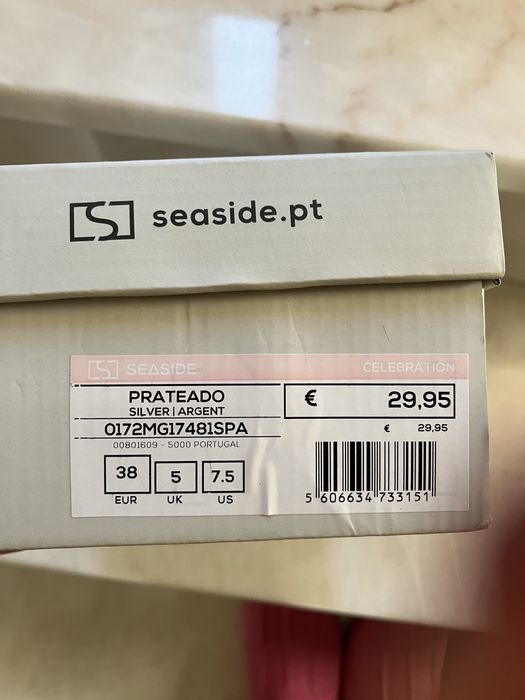 seaside.pt
SEASIDE CELEBRATION
PRATEADO
SILVER | ARGENT
0172MG17481SPA
00801609 - 5000 PORTUGAL
38 5 7.5
EUR UK US
€ 29,95
€ 29,95
5 606634 733151